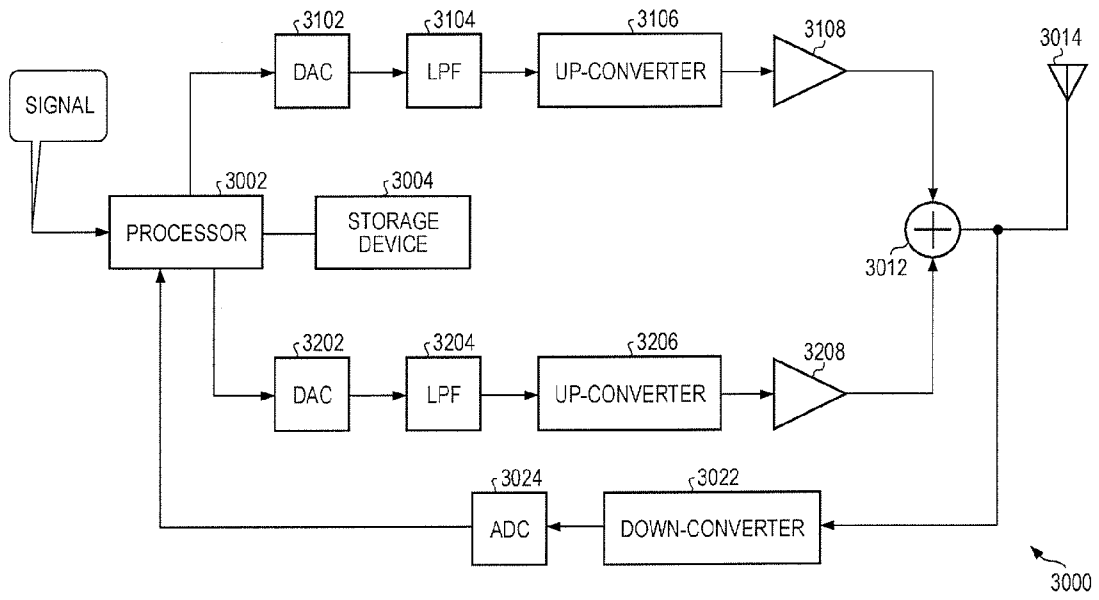 3102
3104
3106
3108
3014
DAC
LPF
UP-CONVERTER
SIGNAL
3002
3004
PROCESSOR
STORAGE
DEVICE
3012
3202
3204
3206
3208
DAC
LPF
UP-CONVERTER
3024
3022
ADC
DOWN-CONVERTER
3000